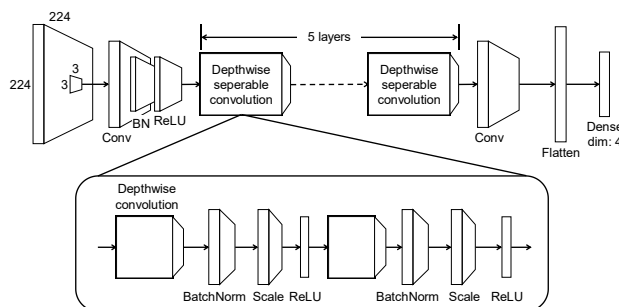 224
5 layers
3
224
3
Depthwise
seperable
convolution
Depthwise
seperable
convolution
BN
ReLU
Conv
Conv
Flatten
Dense
dim: 4
Depthwise
convolution
BatchNorm
Scale
ReLU
BatchNorm
Scale
ReLU